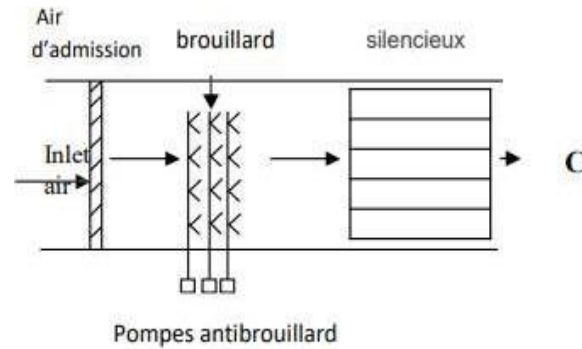 Air
d'admission
brouillard
silencieux
Inlet
air
C
Pompes antibrouillard